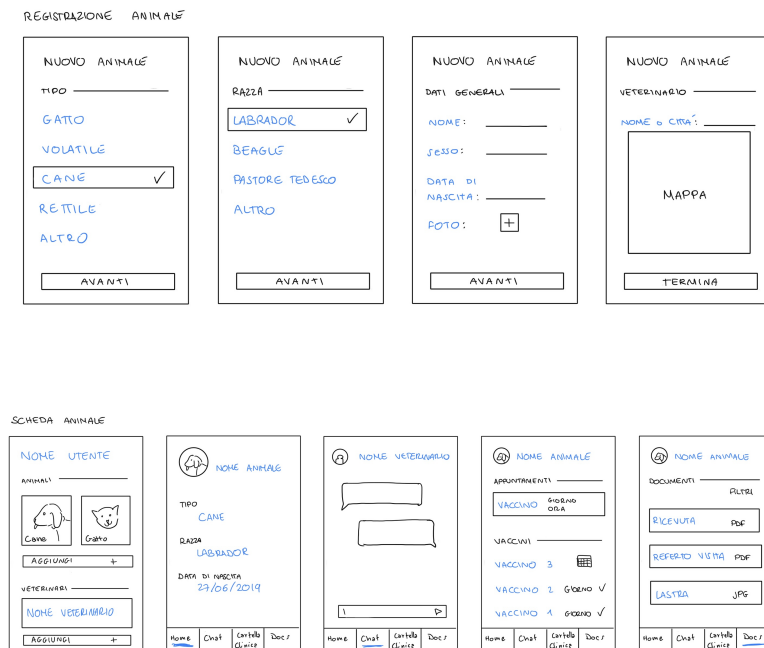 REGISTRAZIONE ANIMALE
NUOVO ANIMALE
TIPO
GATTO
VOLATILE
CANE
RETTILE
ALTRO
AVANTI
NUOVO ANIMALE
RAZZA
LABRADOR
BEAGLE
PASTORE TEDESCO
ALTRO
AVANTI
NUOVO ANIMALE
DATI GENERALI
NOME:
SESSO:
DATA DI
NASCITA:
FOTO:
+
AVANTI
NUOVO ANIMALE
VETERINARIO
NOME o CITTÀ:
MAPPA
TERMINA
SCHEDA ANIMALE
NOME UTENTE
ANIMALI
Cane
Gatto
AGGIUNGI +
VETERINARI
NOME VETERINARIO
AGGIUNGI +
NOME ANIMALE
TIPO
CANE
RAZZA
LABRADOR
DATA DI NASCITA
27/06/2019
Home Chat Cartella Docs
Clinica
NOME VETERINARIO
Home Chat Cartella Docs
Clinica
NOME ANIMALE
APPUNTAMENTI
VACCINO GIORNO
ORA
VACCINI
VACCINO 3
VACCINO 2 GIORNO ✓
VACCINO 1 GIORNO ✓
Home Chat Cartella Docs
Clinica
NOME ANIMALE
DOCUMENTI
FILTRI
RICEVUTA PDF
REFERTO VISITA PDF
LASTRA JPG
Home Chat Cartella Docs
Clinica